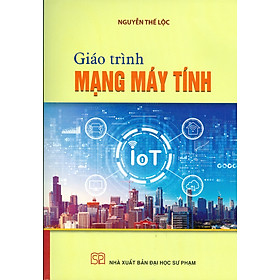 NGUYỄN THẾ LỘC
Giáo trình
MẠNG MÁY TÍNH
IoT
NHÀ XUẤT BẢN ĐẠI HỌC SƯ PHẠM